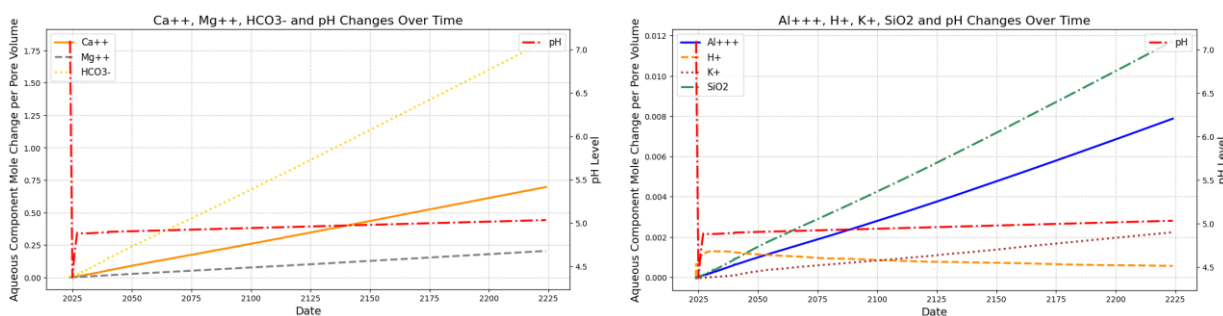 Ca++, Mg++, HCO3- and pH Changes Over Time
Aqueous Component Mole Change per Pore Volume
1.75
1.50
1.25
1.00
0.75
0.50
0.25
0.00
Ca++
Mg++
HCO3-
pH
7.0
6.5
6.0
5.5
5.0
4.5
pH Level
2025
2050
2075
2100
2125
2150
2175
2200
2225
Date
Al+++, H+, K+, SiO2 and pH Changes Over Time
Aqueous Component Mole Change per Pore Volume
0.012
0.010
0.008
0.006
0.004
0.002
0.000
Al+++
H+
K+
SiO2
pH
7.0
6.5
6.0
5.5
5.0
4.5
pH Level
2025
2050
2075
2100
2125
2150
2175
2200
2225
Date